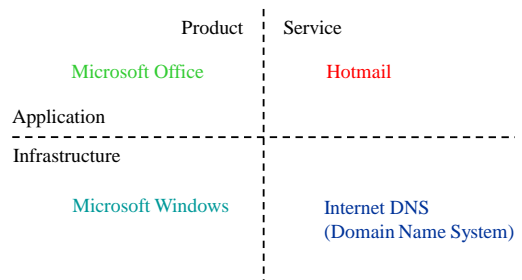 Product
Service
Microsoft Office
Hotmail
Application
Infrastructure
Microsoft Windows
Internet DNS
(Domain Name System)